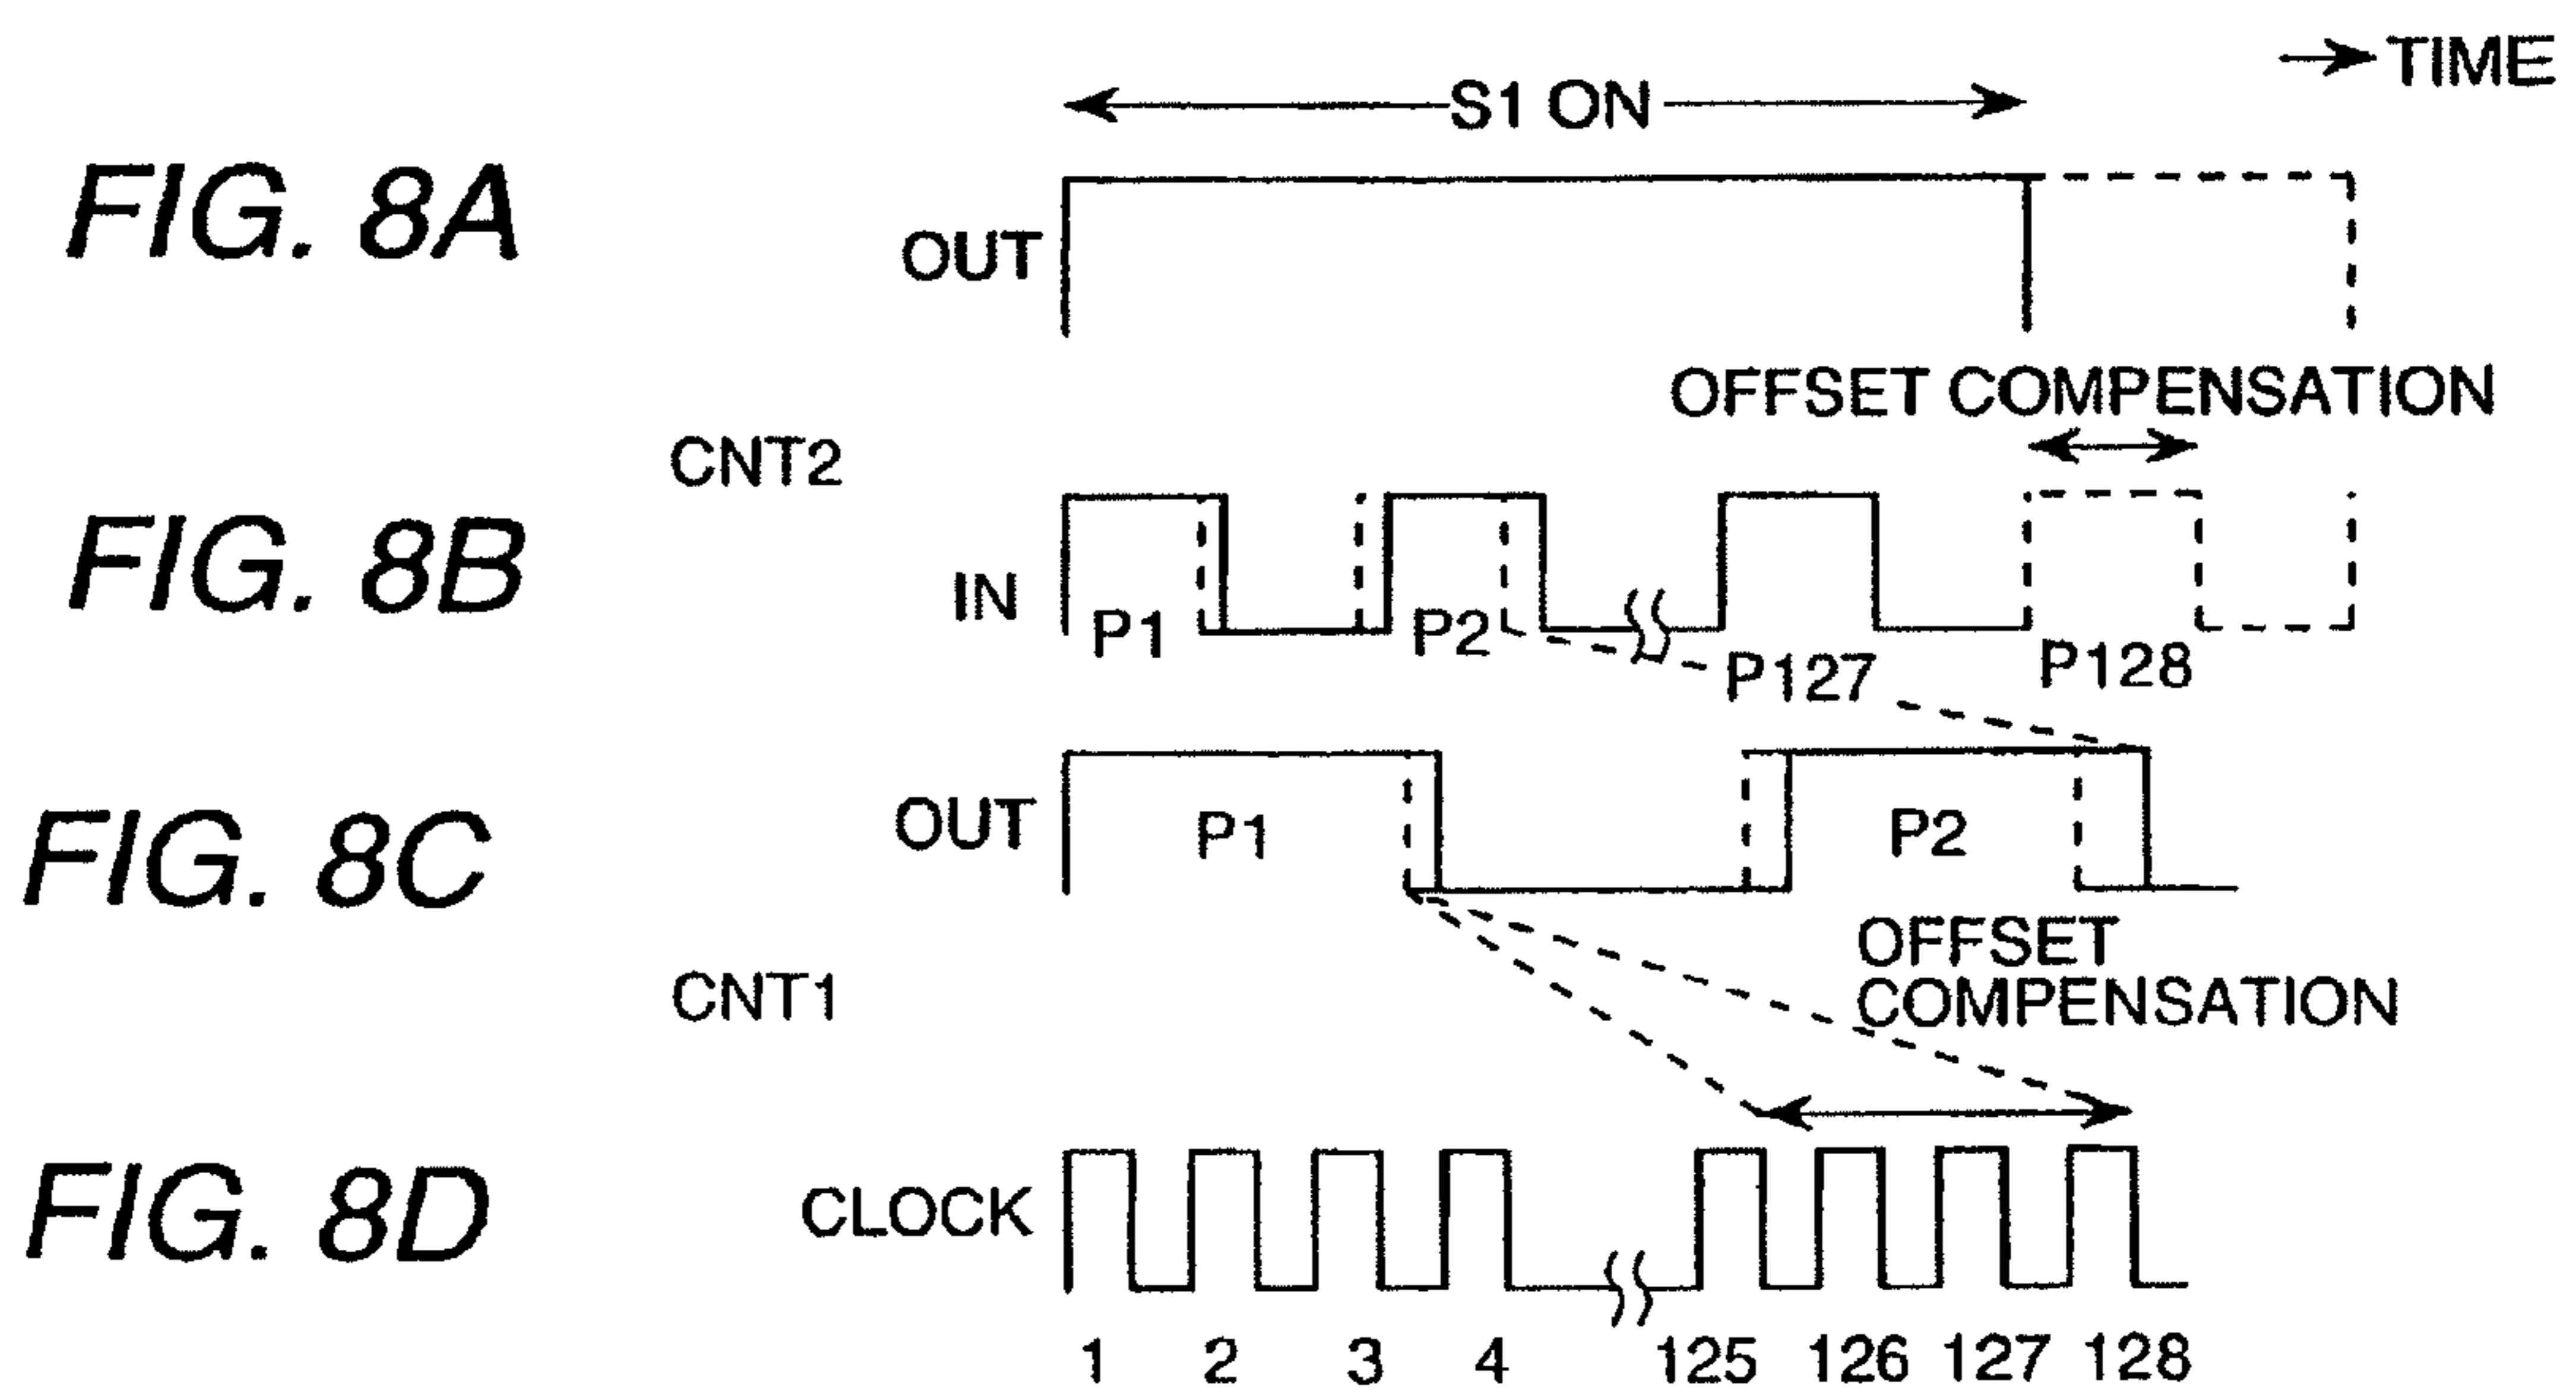 TIME
S1 ON
FIG. 8A
OUT
OFFSET COMPENSATION
CNT2
FIG. 8B
IN
P1
P2
P127
P128
FIG. 8C
OUT
P1
P2
OFFSET
COMPENSATION
CNT1
FIG. 8D
CLOCK
1 2 3 4 125 126 127 128